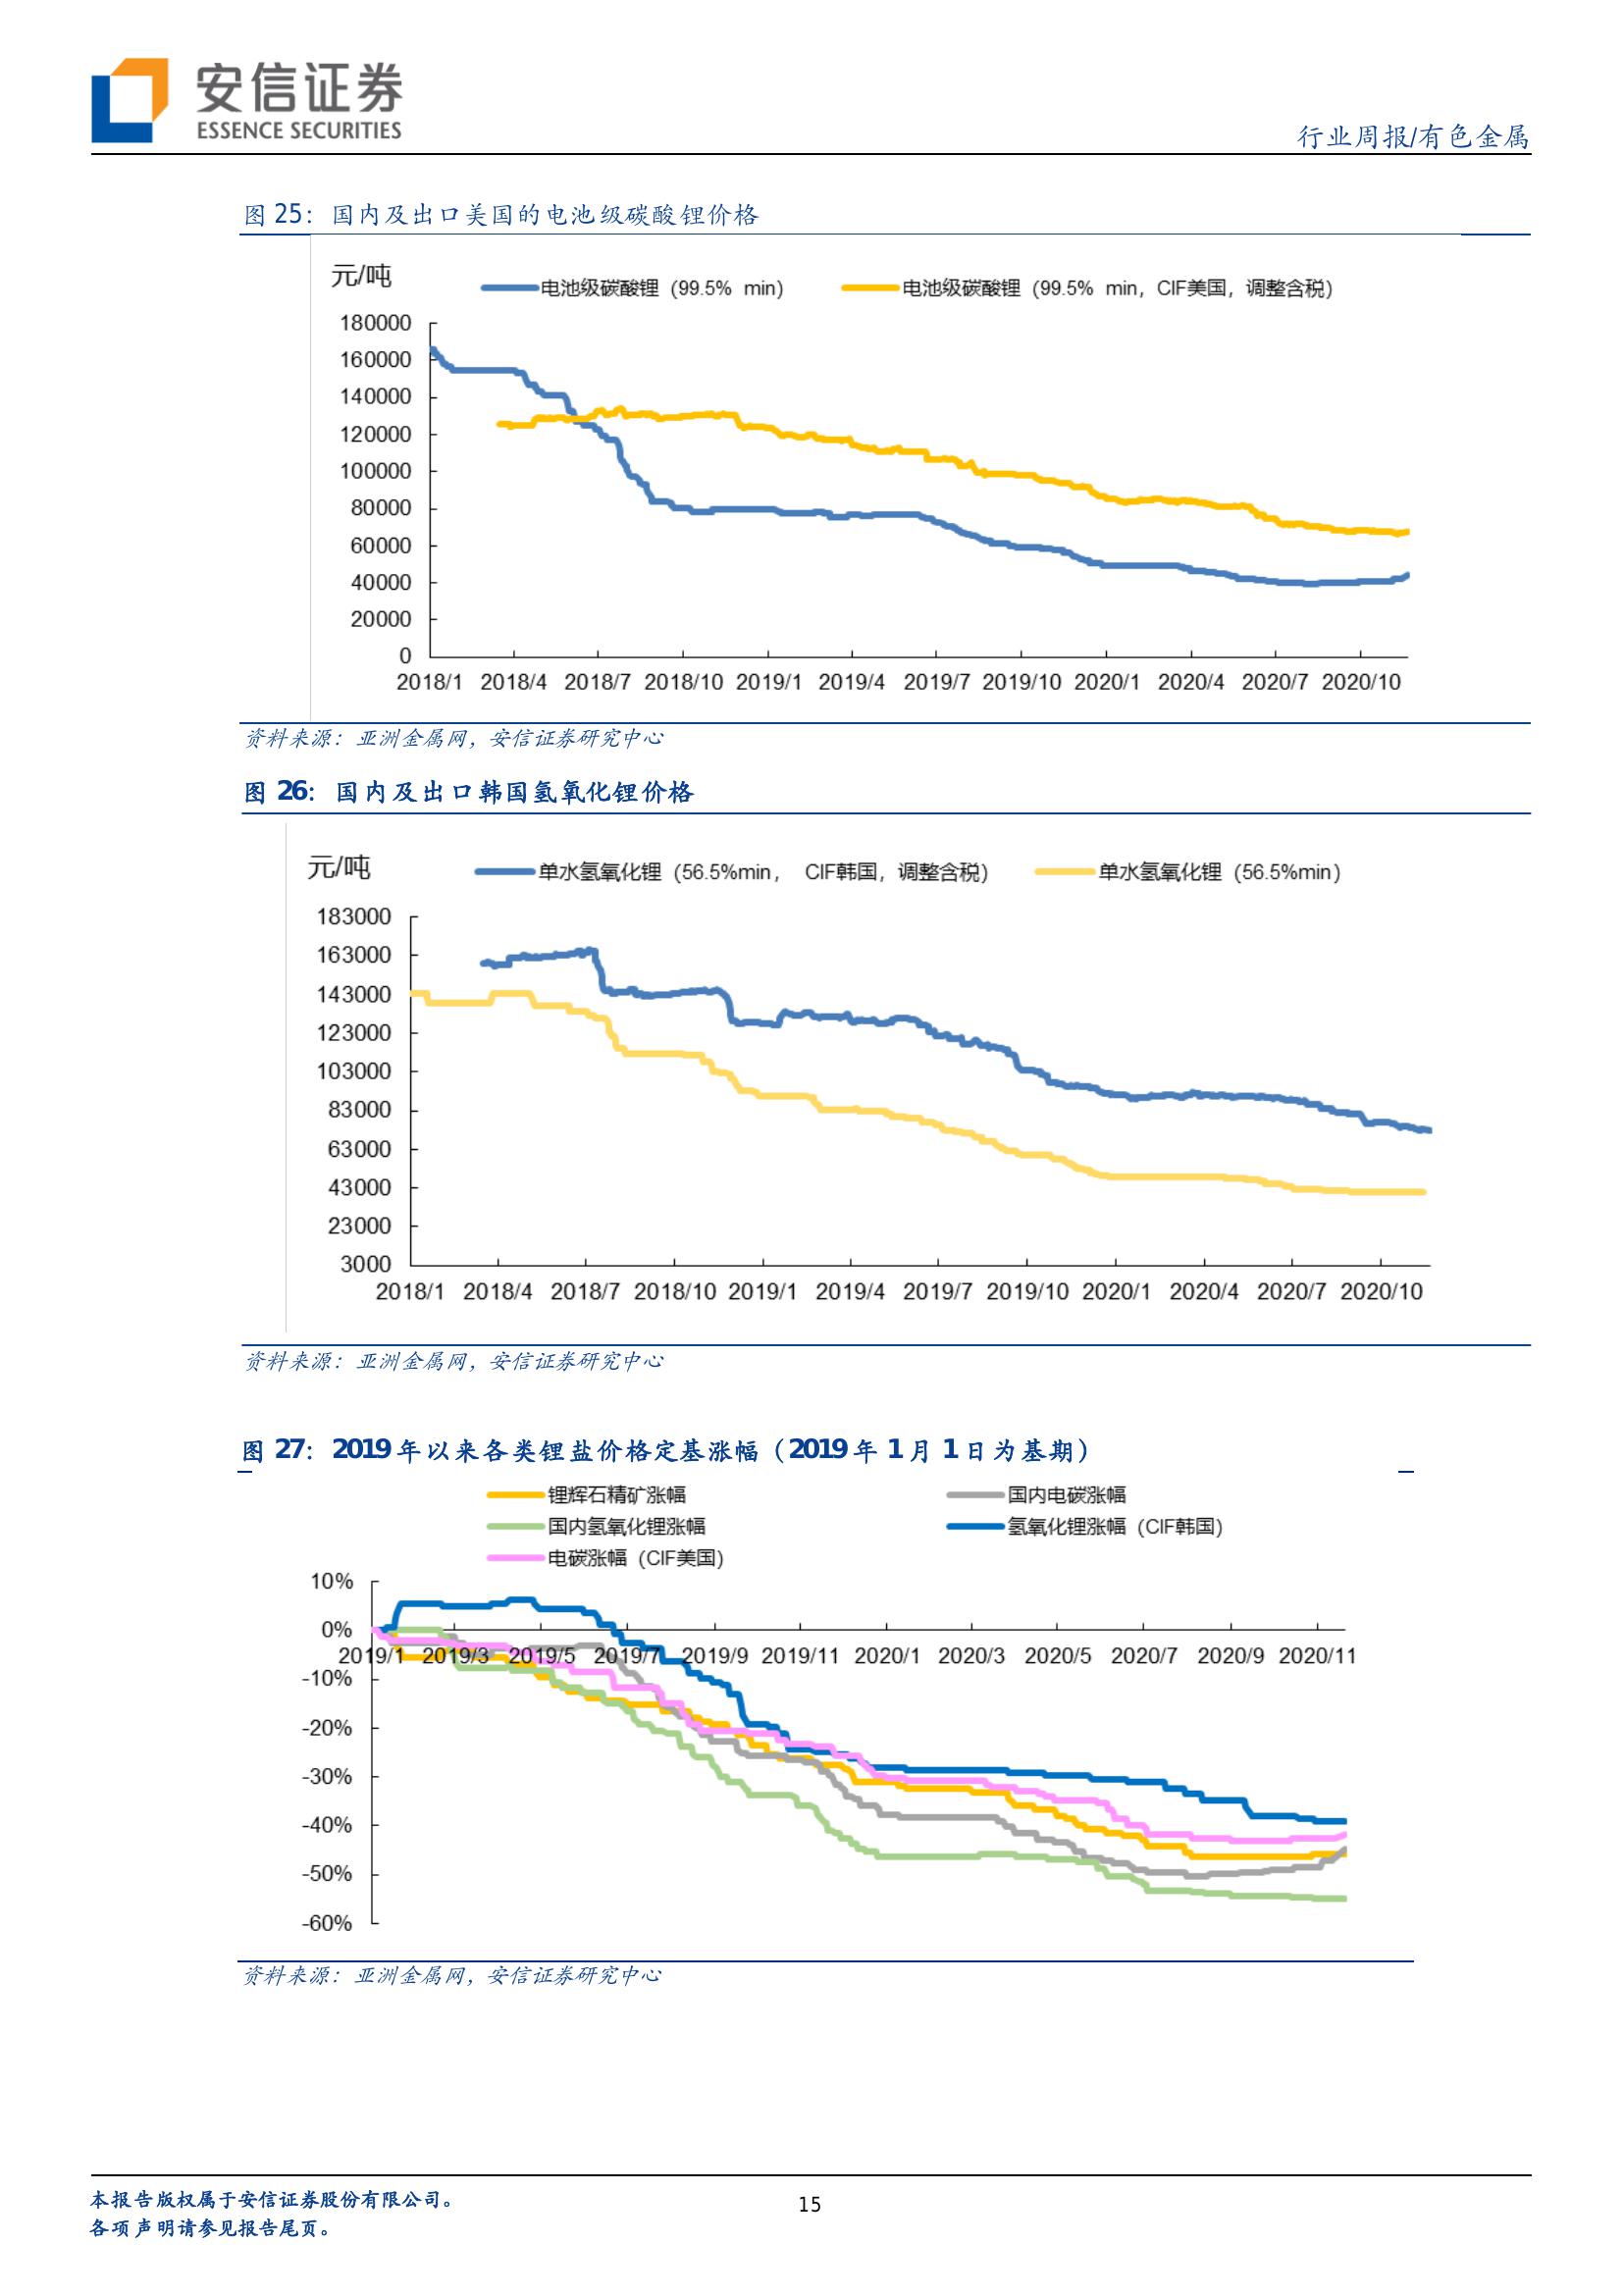 安信证券
ESSENCE SECURITIES
行业周报/有色金属
图 25：国内及出口美国的电池级碳酸锂价格
元/吨
电池级碳酸锂（99.5% min） 电池级碳酸锂（99.5% min，CIF美国，调整含税）
180000
160000
140000
120000
100000
80000
60000
40000
20000
0
2018/1 2018/4 2018/7 2018/10 2019/1 2019/4 2019/7 2019/10 2020/1 2020/4 2020/7 2020/10
资料来源：亚洲金属网，安信证券研究中心
图 26：国内及出口韩国氢氧化锂价格
元/吨
单水氢氧化锂（56.5%min， CIF韩国，调整含税） 单水氢氧化锂（56.5%min）
183000
163000
143000
123000
103000
83000
63000
43000
23000
3000
2018/1 2018/4 2018/7 2018/10 2019/1 2019/4 2019/7 2019/10 2020/1 2020/4 2020/7 2020/10
资料来源：亚洲金属网，安信证券研究中心
图 27：2019 年以来各类锂盐价格定基涨幅（2019 年 1 月 1 日为基期）
锂辉石精矿涨幅 国内电碳涨幅
国内氢氧化锂涨幅 氢氧化锂涨幅（CIF韩国）
电碳涨幅（CIF美国）
10%
0%
2019/1 2019/3 2019/5 2019/7 2019/9 2019/11 2020/1 2020/3 2020/5 2020/7 2020/9 2020/11
-10%
-20%
-30%
-40%
-50%
-60%
资料来源：亚洲金属网，安信证券研究中心
本报告版权属于安信证券股份有限公司。
各项声明请参见报告尾页。
15